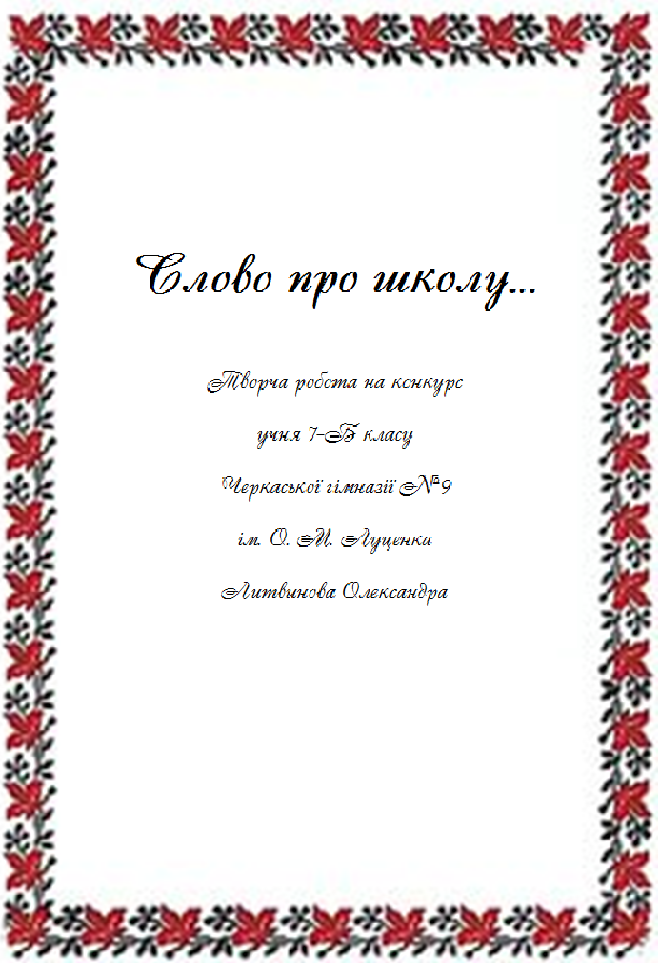 Слово про школу...
Творча робота на конкурс
учня 7-Б класу
Черкаської гімназії №9
ім. О. М. Луценка
Литвинова Олександра